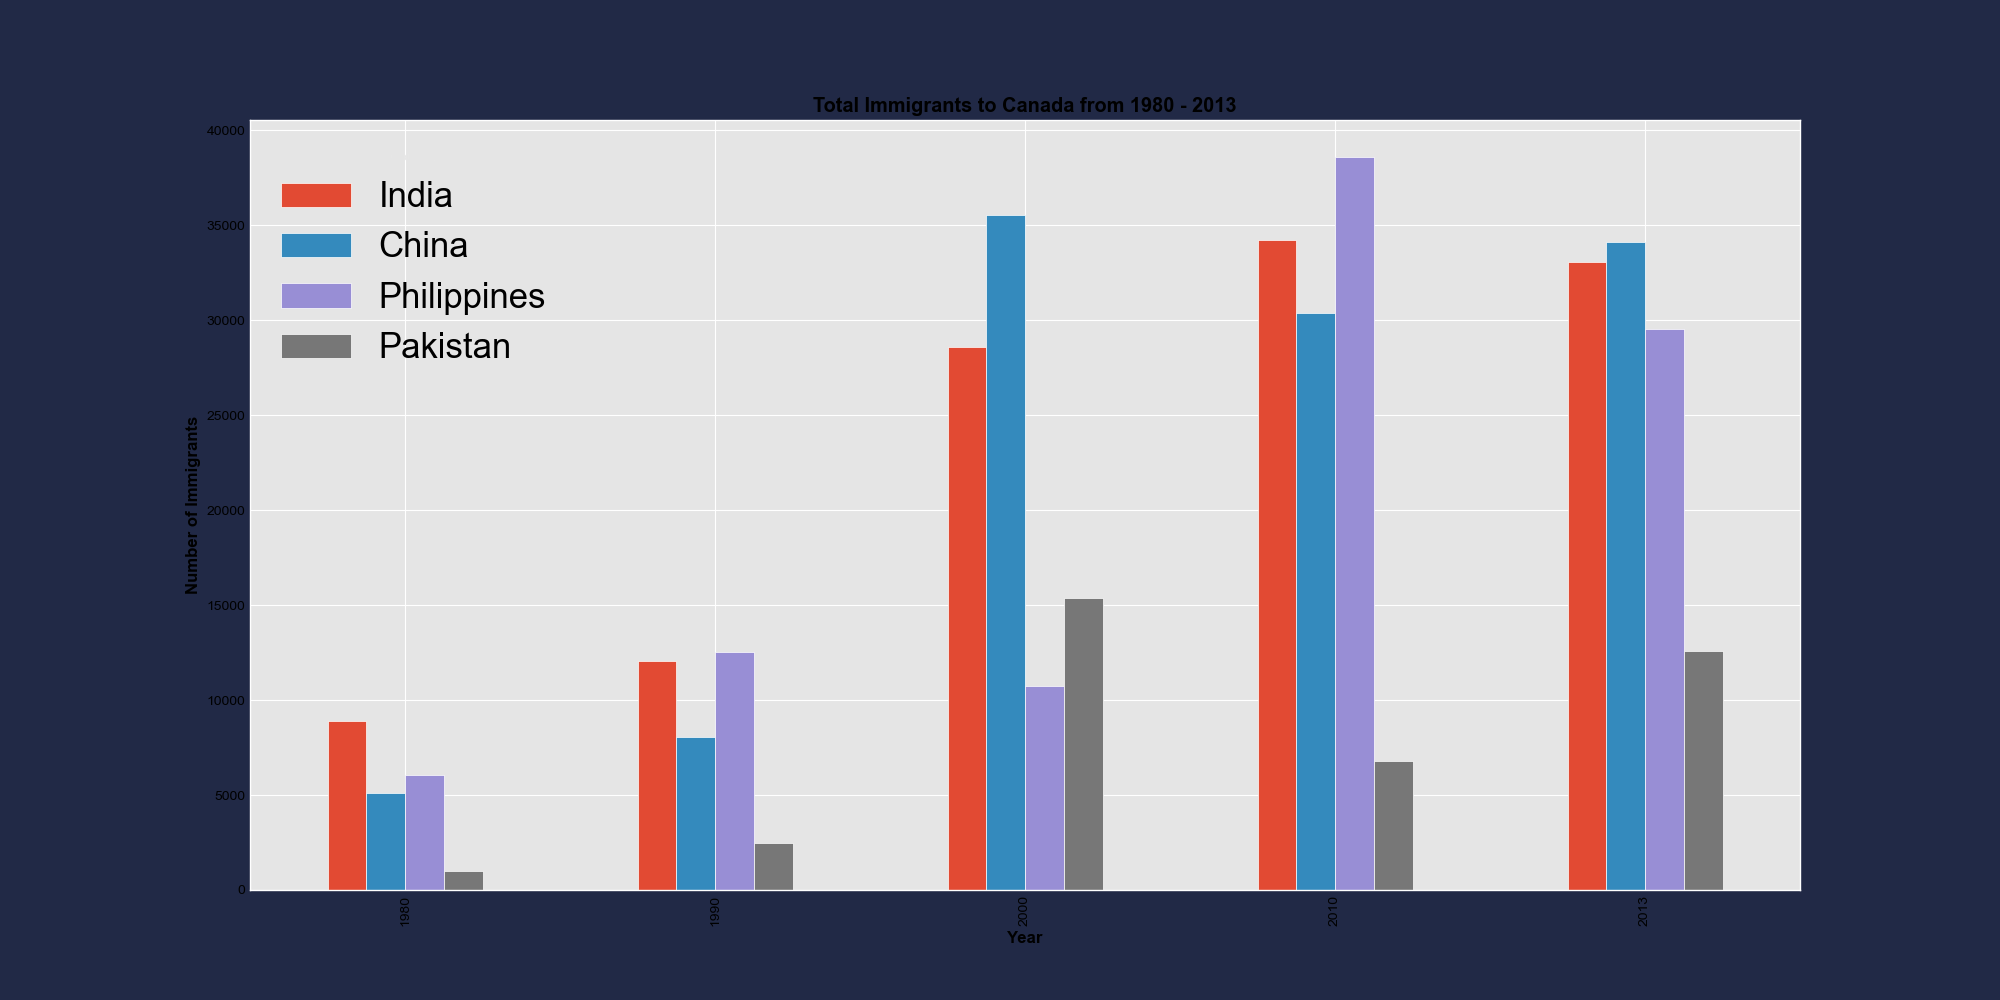 Total Immigrants to Canada from 1980 - 2013
40000
35000
30000
25000
20000
15000
10000
5000
0
Number of Immigrants
India
China
Philippines
Pakistan
1980
1990
2000
2010
2013
Year